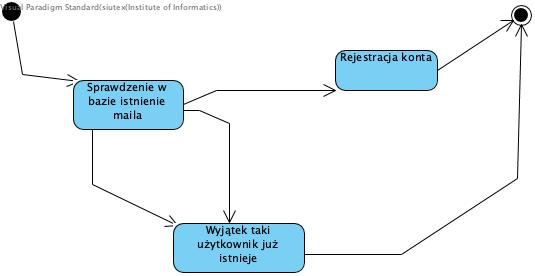 Visual Paradigm Standard(siutex(Institute of Informatics))
Rejestracja konta
Sprawdzenie w
bazie istnienie
maila
Wyjątek taki
użytkownik już
istnieje